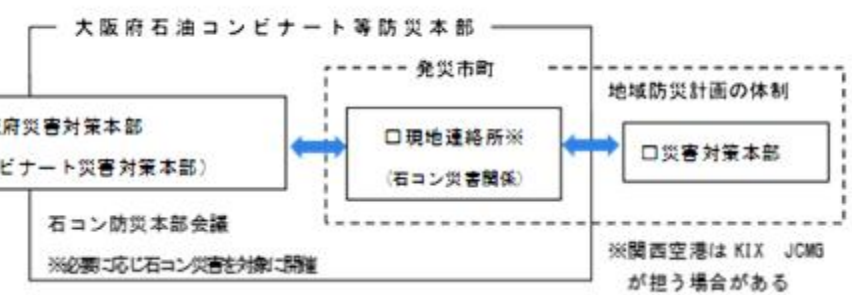 大阪府石油コンビナート等防災本部
発災市町
地域防災計画の体制
府災害対策本部
ビナート災害対策本部)
□現地連絡所※
(石コン災害関係)
□災害対策本部
石コン防災本部会議
※必要に応じ石コン災害を対象に開催
※関西空港は KIX JCMG
が担う場合がある